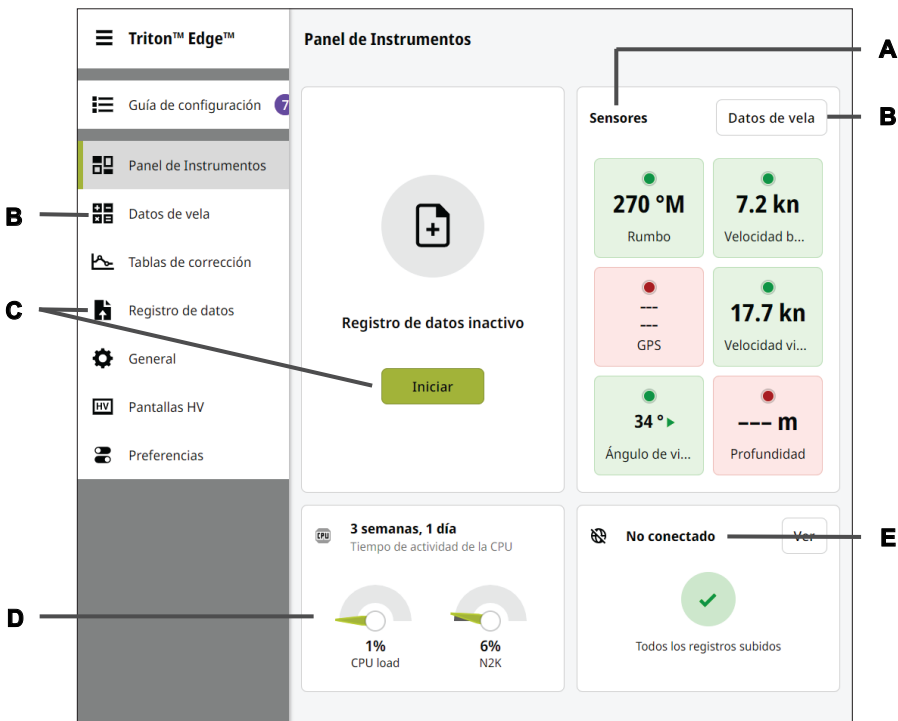 Triton™ Edge™
Guía de configuración 7
Panel de Instrumentos
Datos de vela
Tablas de corrección
Registro de datos
General
HV Pantallas HV
Preferencias
Panel de Instrumentos
Registro de datos inactivo
Iniciar
Sensores
Datos de vela
270 °M
Rumbo
7.2 kn
Velocidad b...
---
---
GPS
17.7 kn
Velocidad vi...
34 °
Ángulo de vi...
--- m
Profundidad
CPU 3 semanas, 1 día
Tiempo de actividad de la CPU
1%
CPU load
6%
N2K
No conectado
Ver
Todos los registros subidos
A
B
B
C
D
E